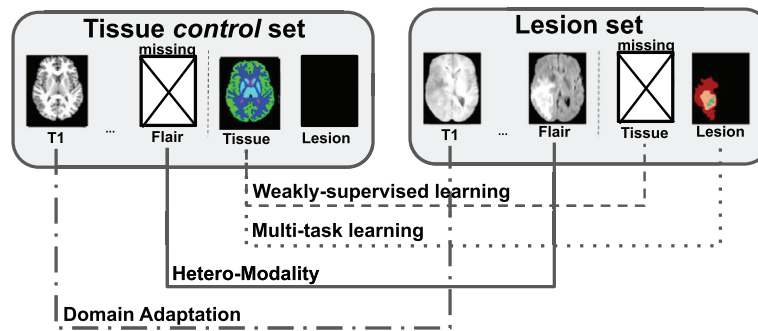 Tissue control set
missing
T1
...
Flair
Tissue
Lesion
Lesion set
missing
T1
...
Flair
Tissue
Lesion
Weakly-supervised learning
Multi-task learning
Hetero-Modality
Domain Adaptation